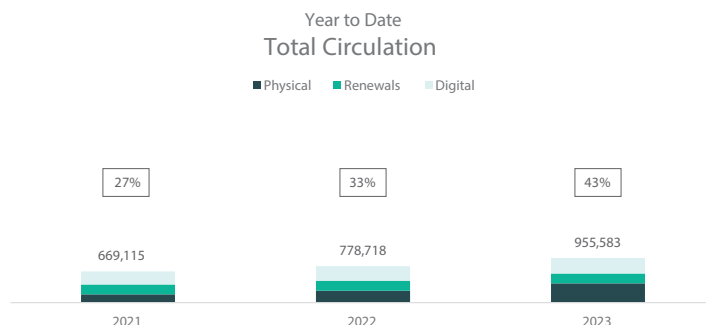 Year to Date
Total Circulation
Physical Renewals Digital
27% 33% 43%
669,115 778,718 955,583
2021 2022 2023